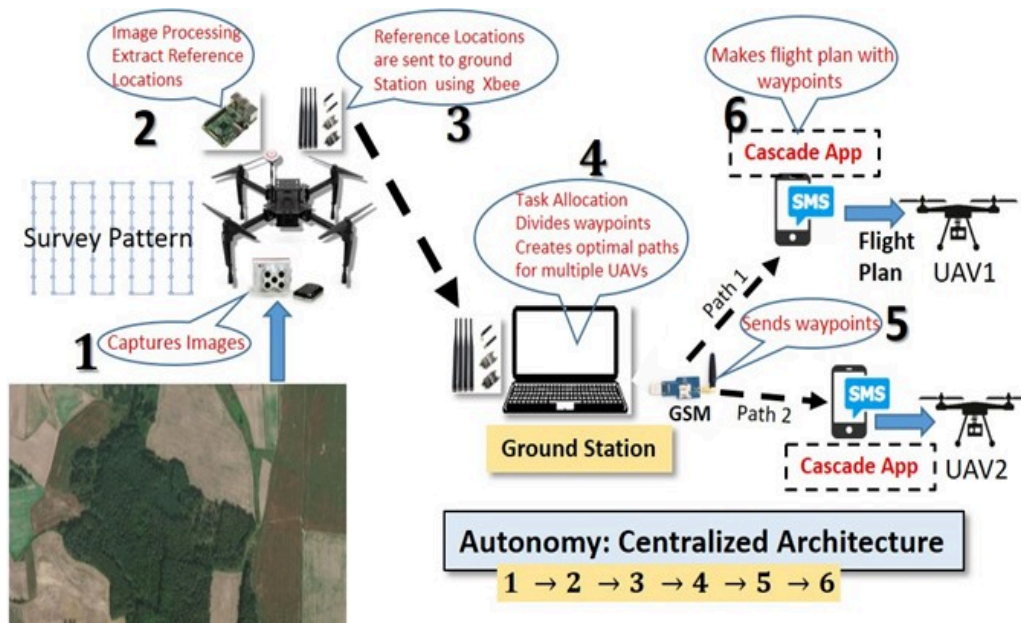 Image Processing
Extract Reference
Locations
2
Reference Locations
are sent to ground
Station using Xbee
3
Makes flight plan with
waypoints
6
Cascade App
SMS
Flight
Plan
UAV1
Survey Pattern
4
Task Allocation
Divides waypoints
Creates optimal paths
for multiple UAVs
1
Captures Images
Path 1
Sends waypoints
5
GSM
Path 2
SMS
Cascade App
UAV2
Ground Station
Autonomy: Centralized Architecture
1 → 2 → 3 → 4 → 5 → 6